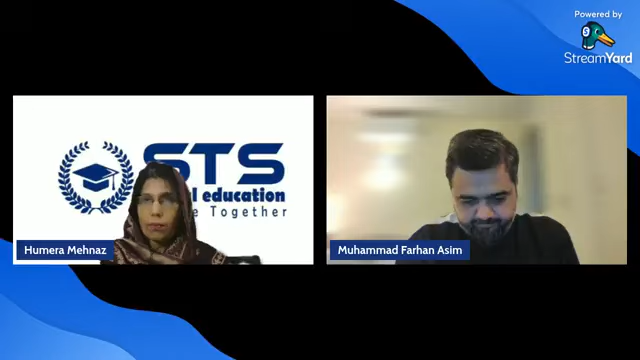 Powered by
StreamYard
STS
l education
e Together
Humera Mehnaz
Muhammad Farhan Asim